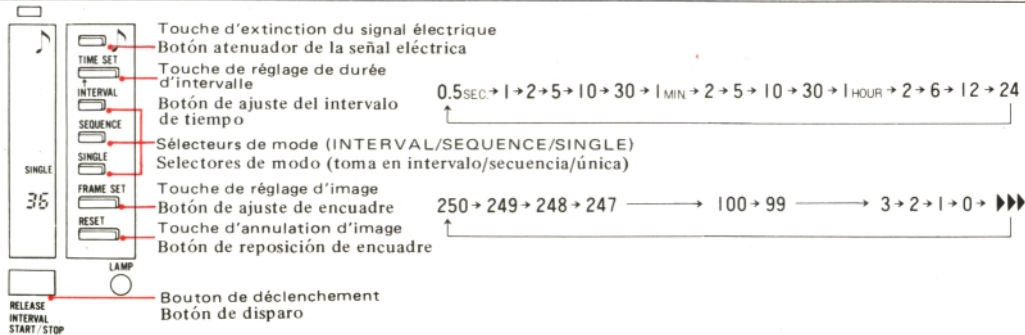 ♪
SINGLE
36
♪
TIME SET
INTERVAL
SEQUENCE
SINGLE
FRAME SET
RESET
LAMP
RELEASE
INTERVAL
START/STOP
Touche d'extinction du signal électrique
Botón atenuador de la señal eléctrica
Touche de réglage de durée
d'intervalle
Botón de ajuste del intervalo
de tiempo
0.5SEC.→1→2→5→10→30→1MIN.→2→5→10→30→1HOUR→2→6→12→24
Sélecteurs de mode (INTERVAL/SEQUENCE/SINGLE)
Selectores de modo (toma en intervalo/secuencia/única)
Touche de réglage d'image
Botón de ajuste de encuadre
250→249→248→247 ⟶ 100→99 ⟶ 3→2→1→0→▶▶▶
Touche d'annulation d'image
Botón de reposición de encuadre
Bouton de déclenchement
Botón de disparo